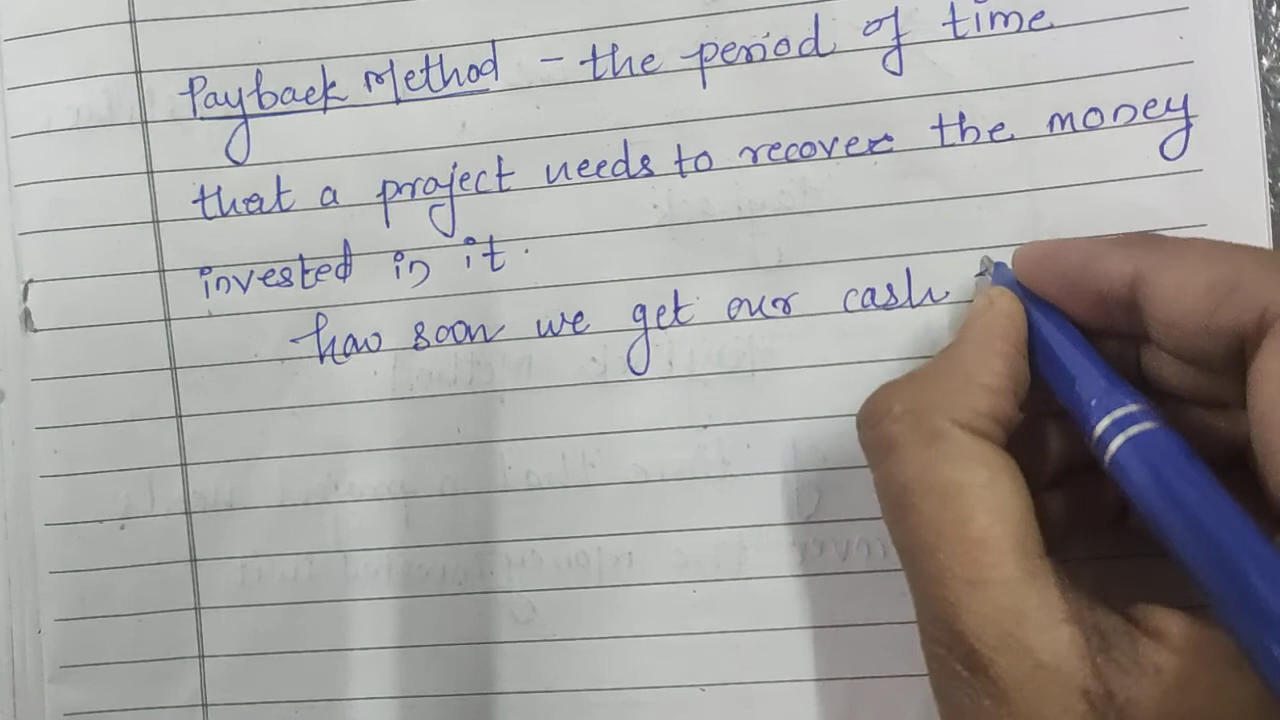 Payback Method - the period of time
that a project needs to recover the money
invested in it.
how soon we get our cash